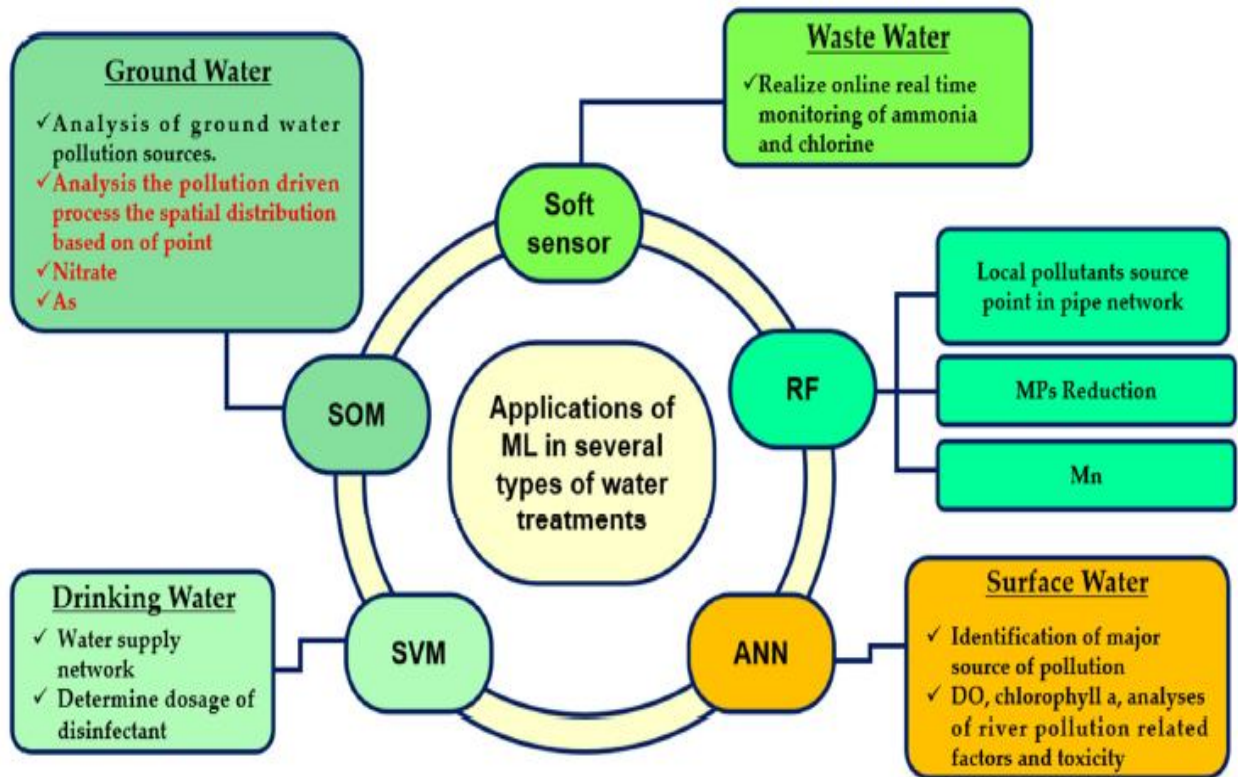 Ground Water
✓Analysis of ground water
pollution sources.
✓Analysis the pollution driven
process the spatial distribution
based on of point
✓Nitrate
✓As
Waste Water
✓Realize online real time
monitoring of ammonia
and chlorine
Soft
sensor
Local pollutants source
point in pipe network
RF
MPs Reduction
Mn
SOM
Applications of
ML in several
types of water
treatments
Drinking Water
✓ Water supply
network
✓ Determine dosage of
disinfectant
SVM
ANN
Surface Water
✓ Identification of major
source of pollution
✓ DO, chlorophyll a, analyses
of river pollution related
factors and toxicity